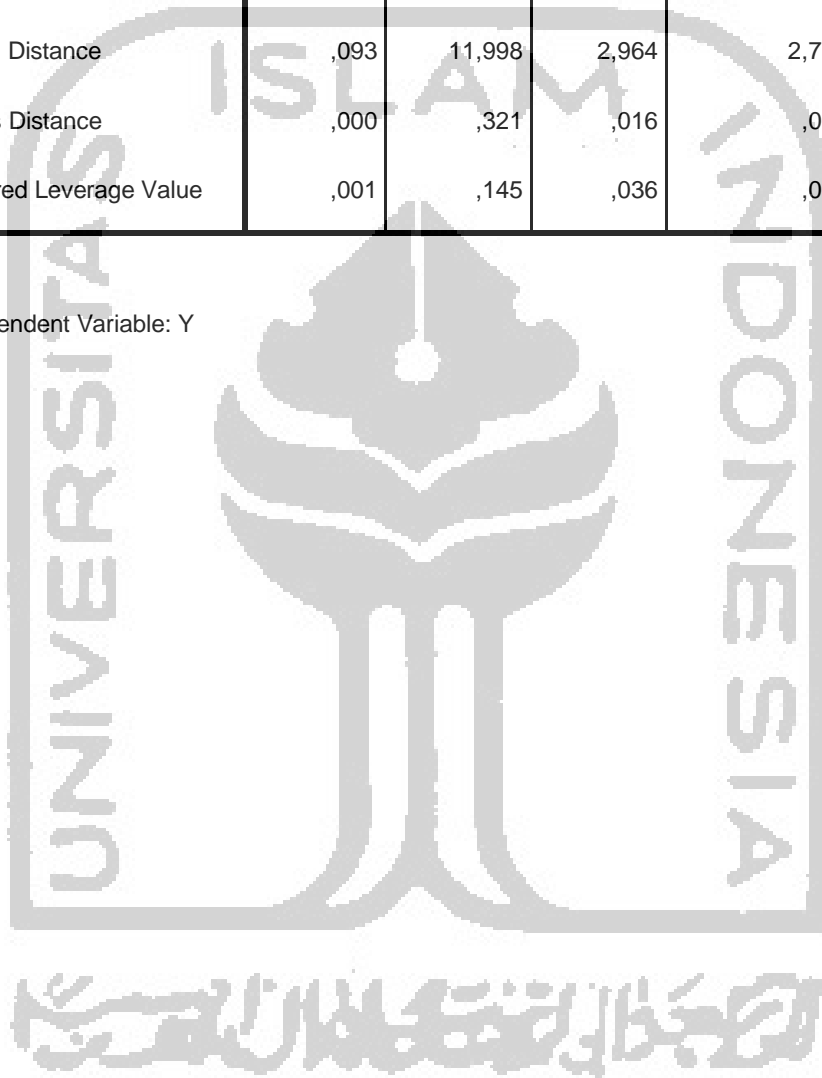 Distance ,093 11,998 2,964 2,7
s Distance ,000 ,321 ,016 ,0
red Leverage Value ,001 ,145 ,036 ,0
endent Variable: Y
ISLAM
UNIVERSITAS
INDONESIA